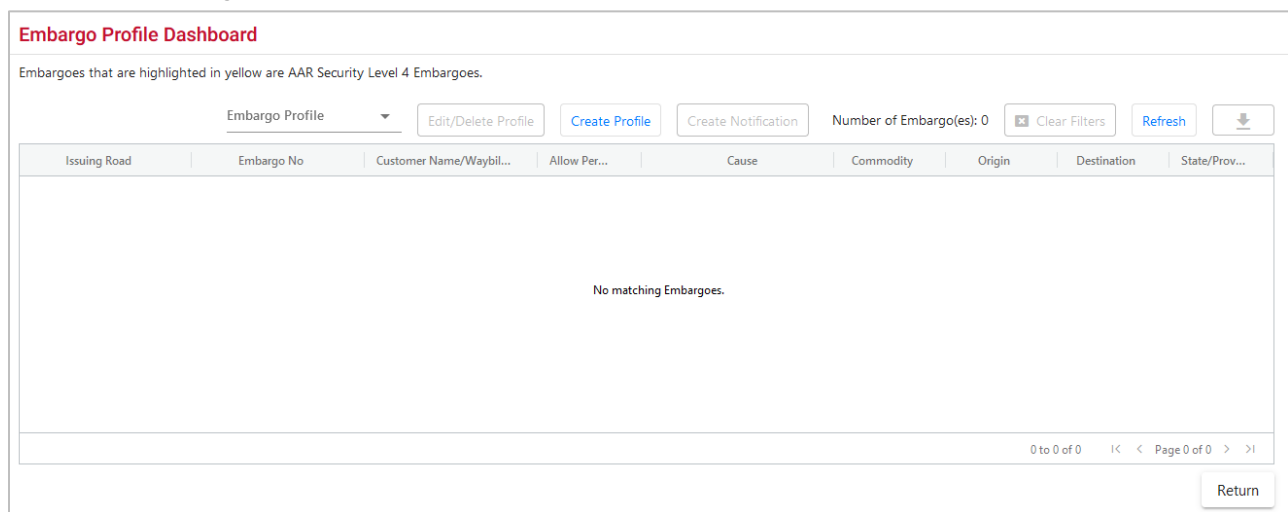 Embargo Profile Dashboard
Embargoes that are highlighted in yellow are AAR Security Level 4 Embargoes.
Embargo Profile Edit/Delete Profile Create Profile Create Notification Number of Embargo(es): 0 Clear Filters Refresh
Issuing Road Embargo No Customer Name/Waybil... Allow Per... Cause Commodity Origin Destination State/Prov...
No matching Embargoes.
0 to 0 of 0 Page 0 of 0
Return